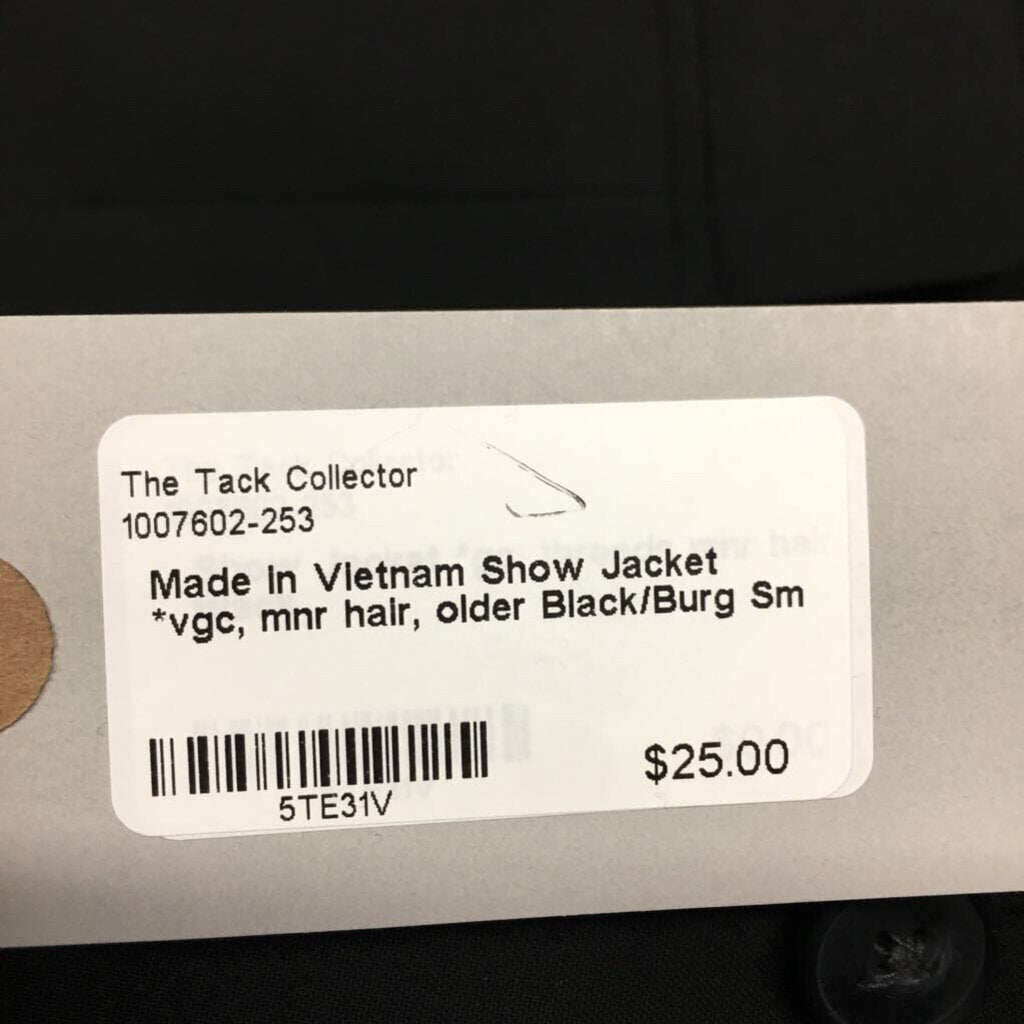 The Tack Collector
1007602-253
Made in Vietnam Show Jacket
*vgc, mnr hair, older Black/Burg Sm
5TE31V
$25.00